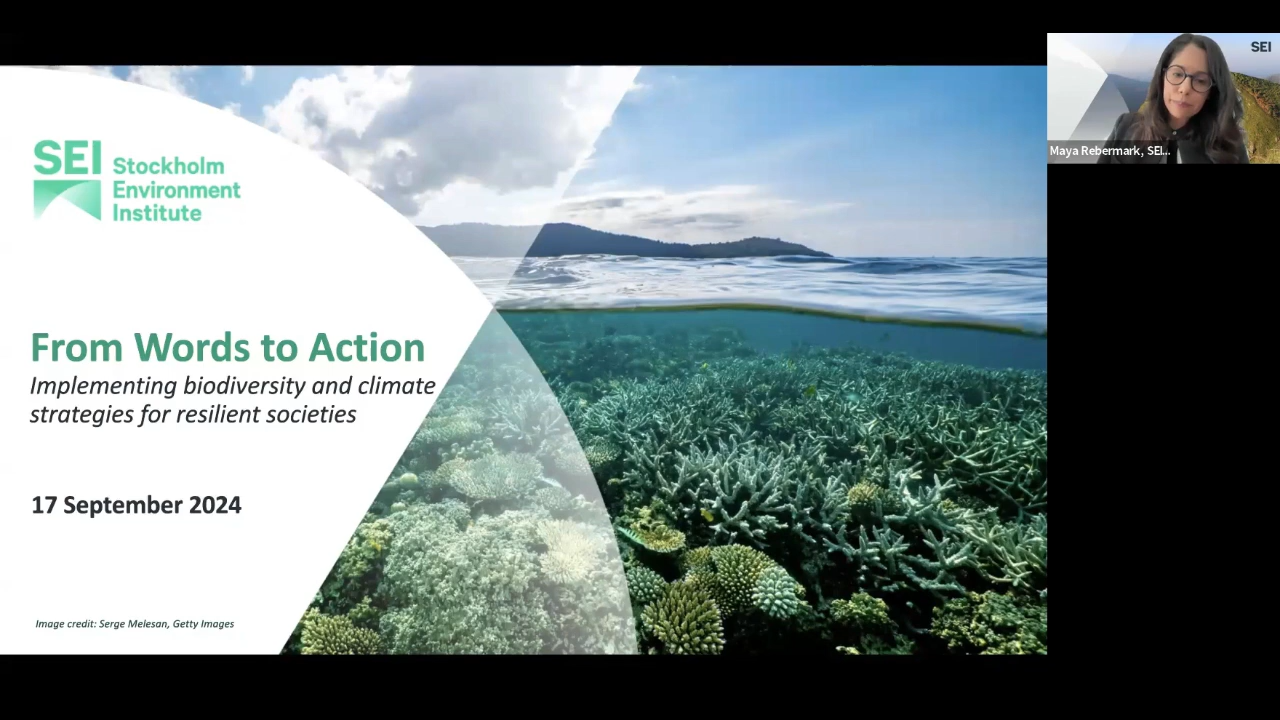 SEI Stockholm
Environment
Institute
From Words to Action
Implementing biodiversity and climate
strategies for resilient societies
17 September 2024
Image credit: Serge Melesan, Getty Images
SEI
Maya Rebermark, SEI...